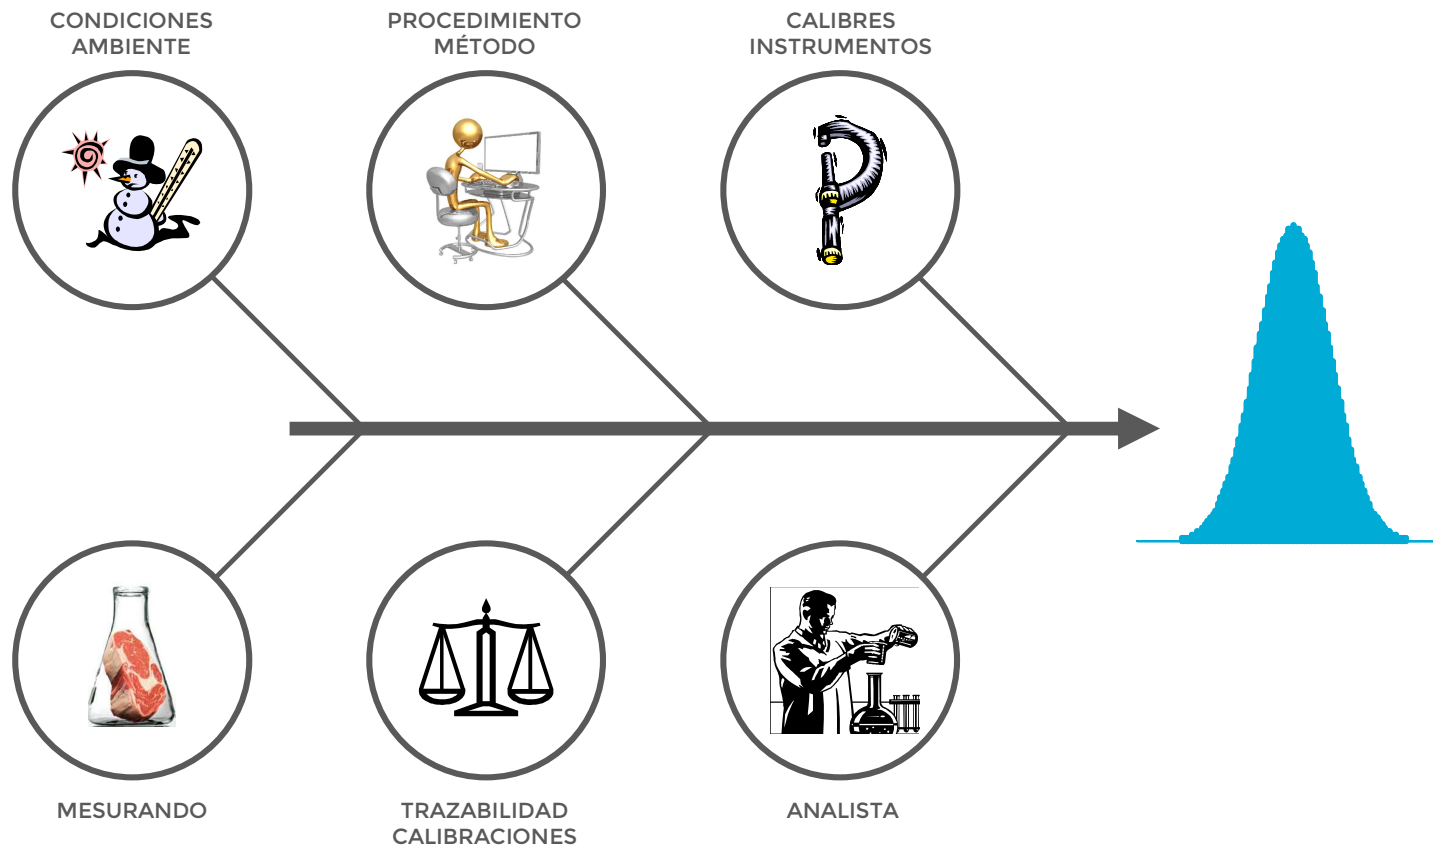 CONDICIONES
AMBIENTE
PROCEDIMIENTO
MÉTODO
CALIBRES
INSTRUMENTOS
MESURANDO
TRAZABILIDAD
CALIBRACIONES
ANALISTA